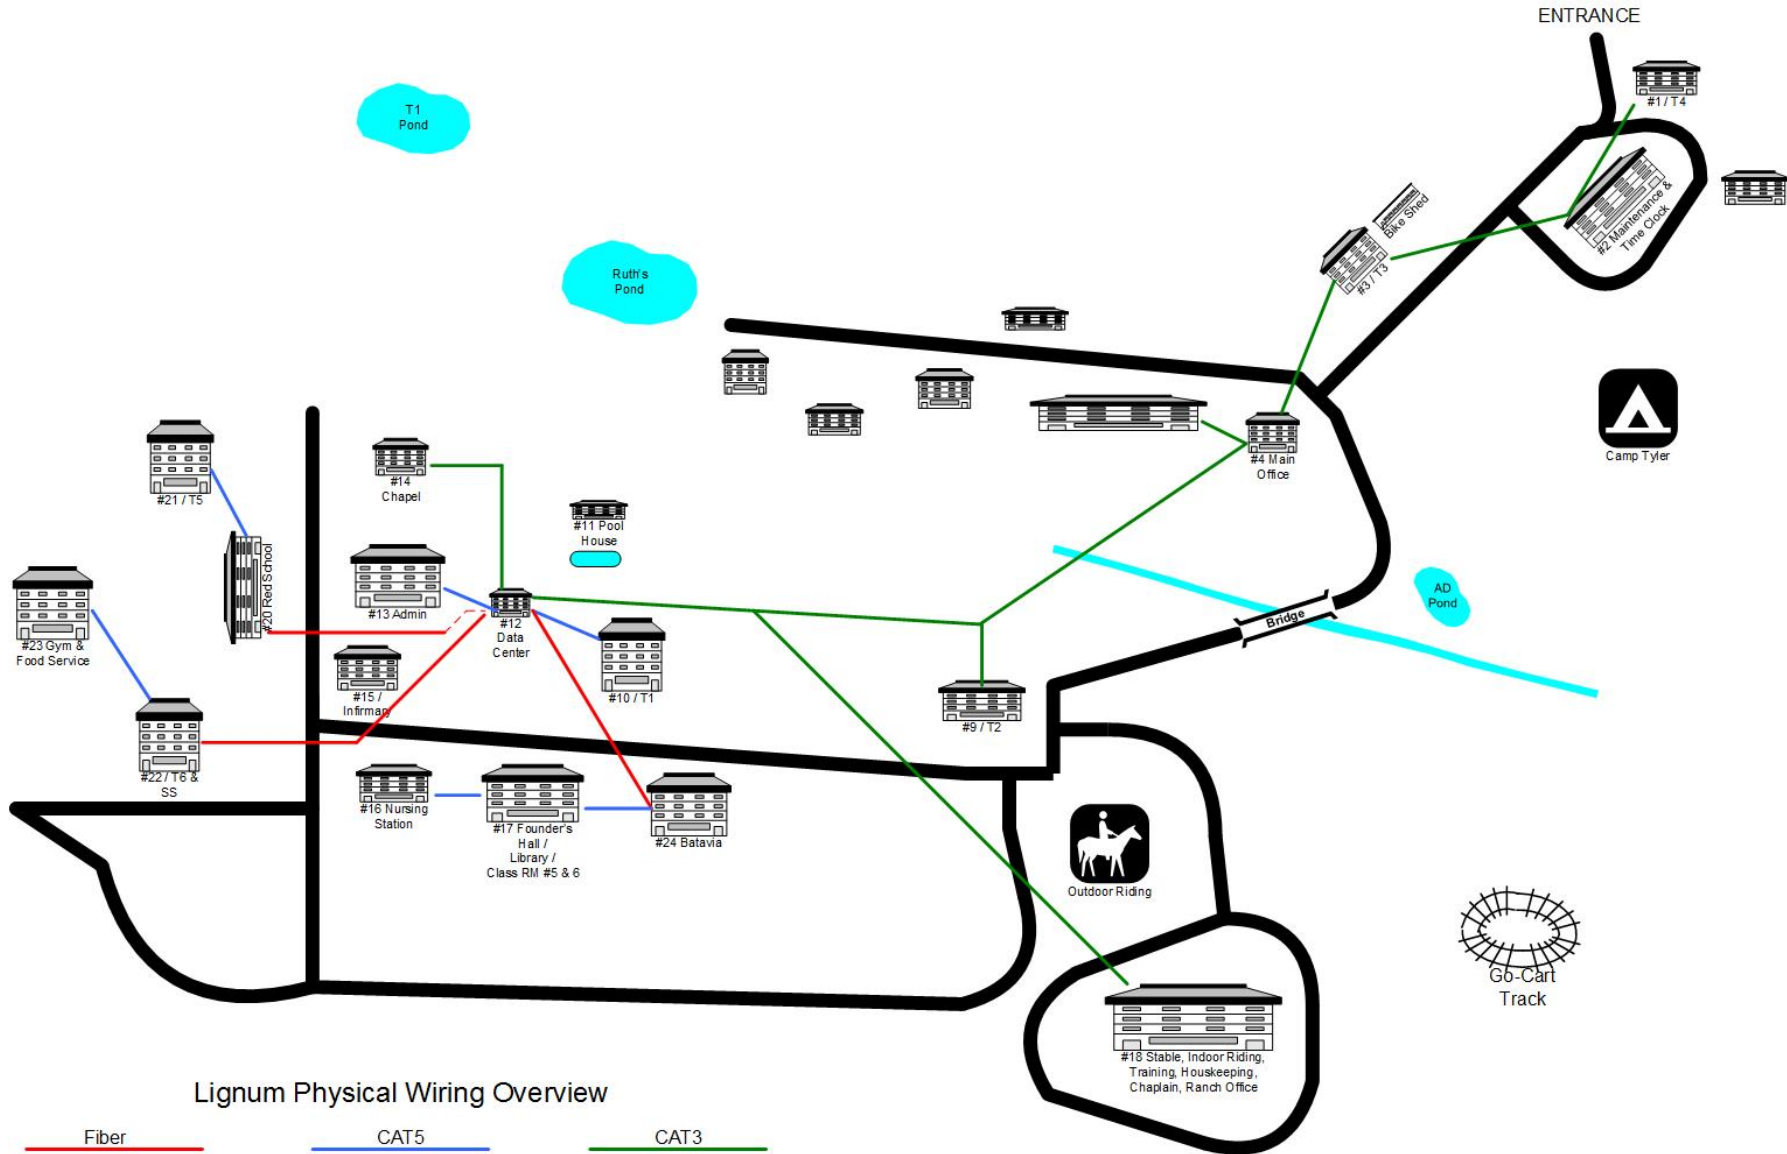 ENTRANCE
#1 / T4
T1
Pond
#2 Maintenance &
Time Clock
Bike Shed
#3 / T3
Ruth's
Pond
Camp Tyler
#4 Main
Office
#21 / T5
#14
Chapel
#11 Pool
House
#20 Red School
#13 Admin
#12
Data
Center
AD
Pond
Bridge
#23 Gym &
Food Service
#15 /
Infirmary
#10 / T1
#9 / T2
#22 / T6 &
SS
#16 Nursing
Station
#17 Founder's
Hall /
Library /
Class RM #5 & 6
#24 Batavia
Outdoor Riding
Go-Cart
Track
#18 Stable, Indoor Riding,
Training, Houskeeping,
Chaplain, Ranch Office
Lignum Physical Wiring Overview
Fiber
CAT5
CAT3